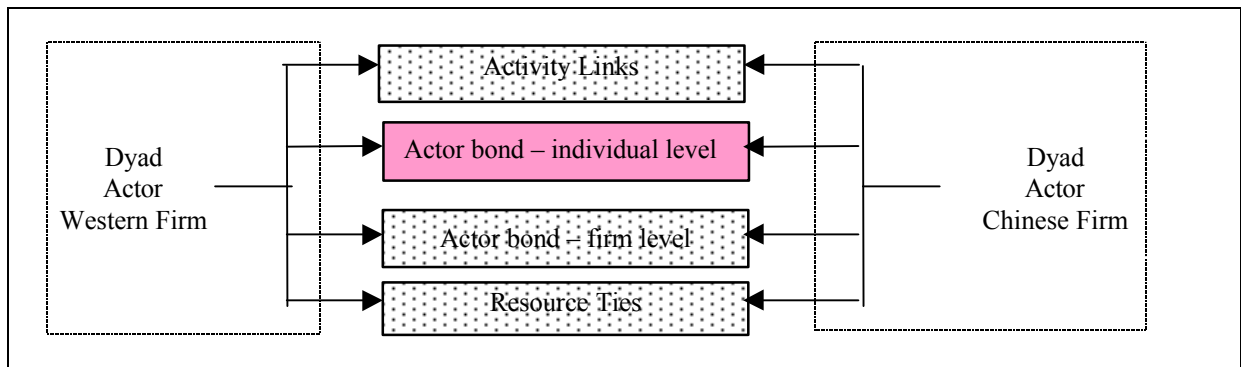 Activity Links
Actor bond – individual level
Dyad
Actor
Western Firm
Actor bond – firm level
Resource Ties
Dyad
Actor
Chinese Firm